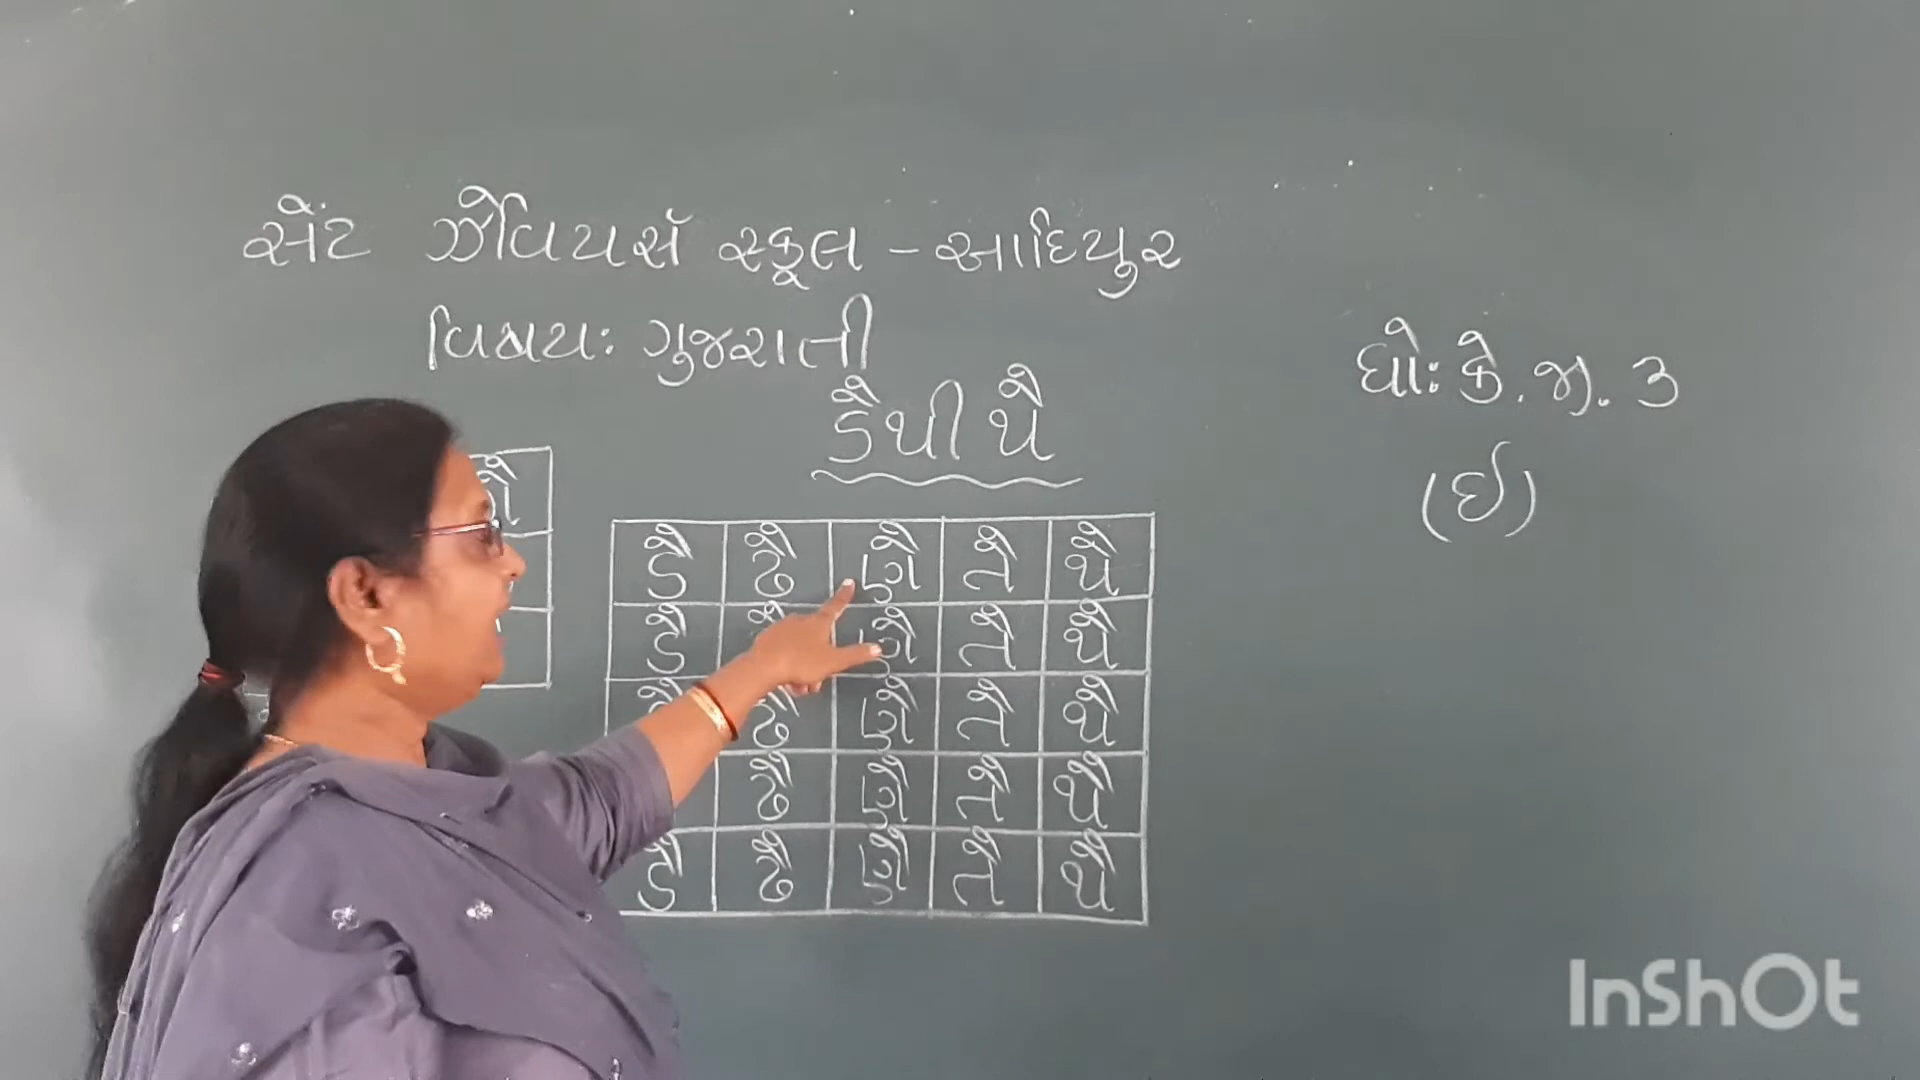 સેંટ ઝૈવિયર્સ સ્કૂલ - આદિપુર
વિષય: ગુજરાતી
ધો: કે. જી. ૩
(ઈ)
ડૈ થી થૈ
ડૈ ઢૈ ણૈ તૈ થૈ
ડૈ ણૈ તૈ થૈ
ઢૈ ણૈ તૈ થૈ
ઢૈ ણૈ તૈ થૈ
ડૈ ઢૈ ણૈ તૈ થૈ
InShOt